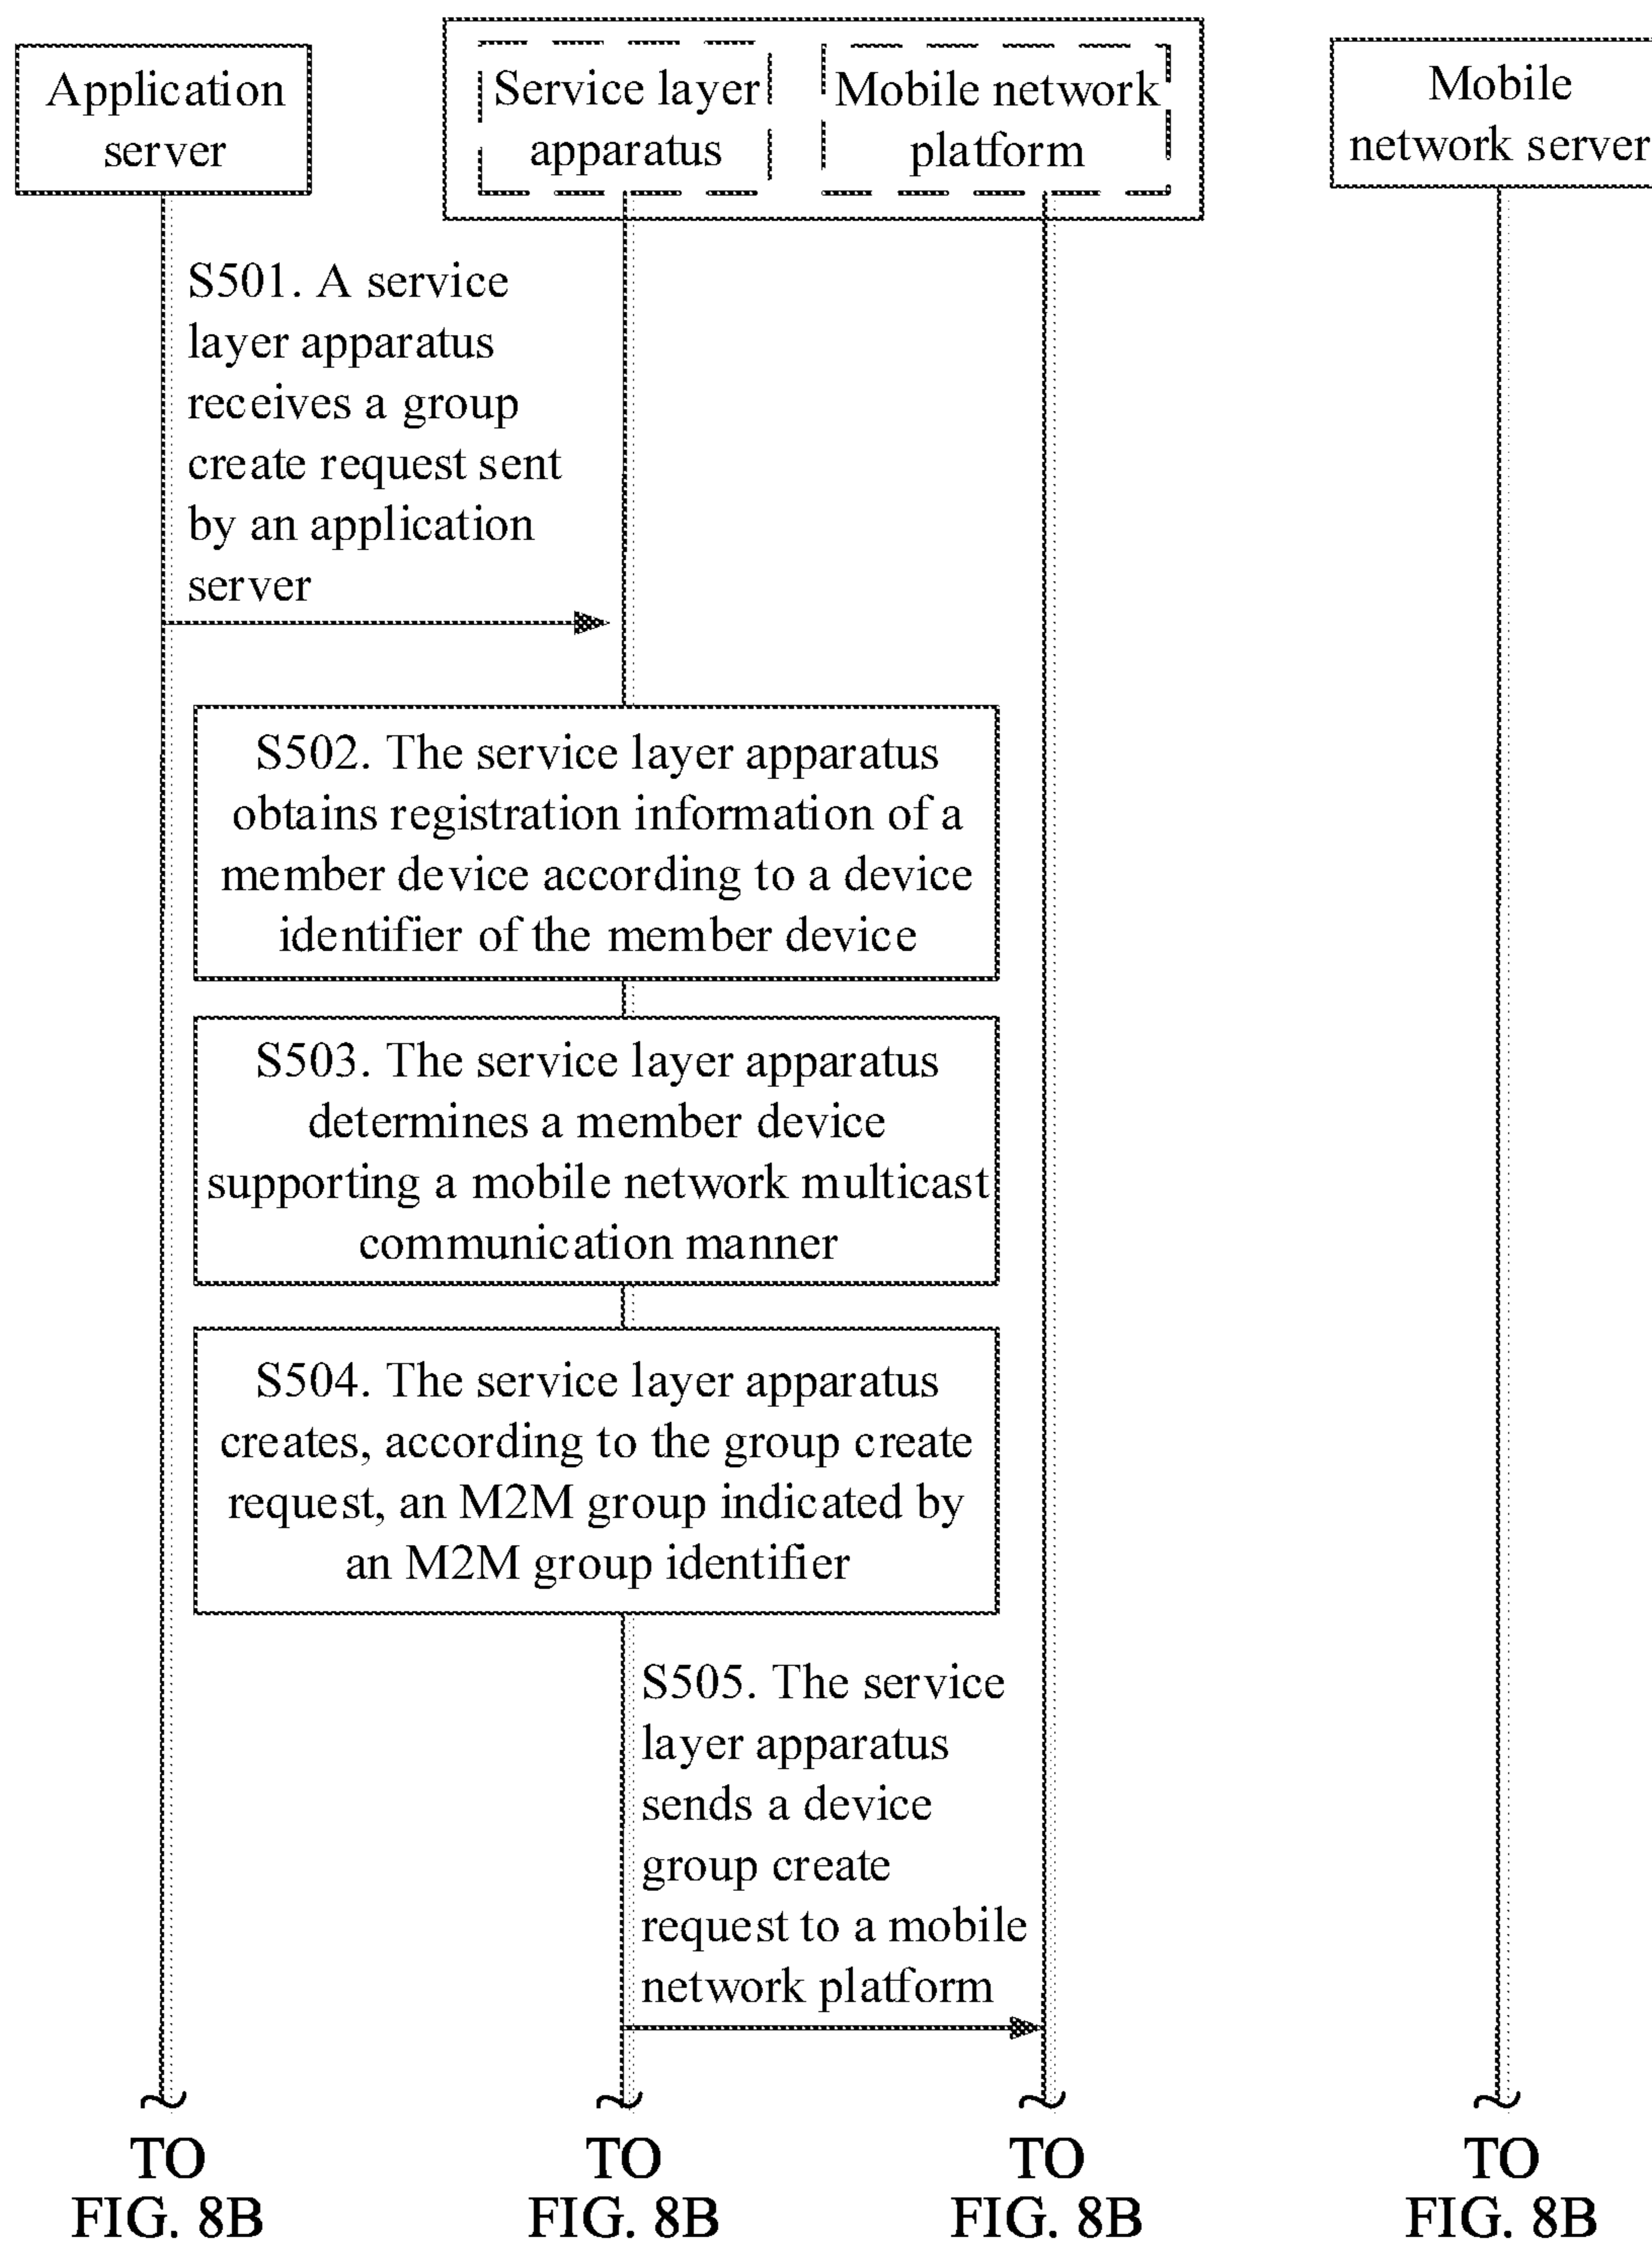 Application
server
Service layer
apparatus
Mobile network
platform
Mobile
network server
S501. A service
layer apparatus
receives a group
create request sent
by an application
server
S502. The service layer apparatus
obtains registration information of a
member device according to a device
identifier of the member device
S503. The service layer apparatus
determines a member device
supporting a mobile network multicast
communication manner
S504. The service layer apparatus
creates, according to the group create
request, an M2M group indicated by
an M2M group identifier
S505. The service
layer apparatus
sends a device
group create
request to a mobile
network platform
TO
FIG. 8B
TO
FIG. 8B
TO
FIG. 8B
TO
FIG. 8B